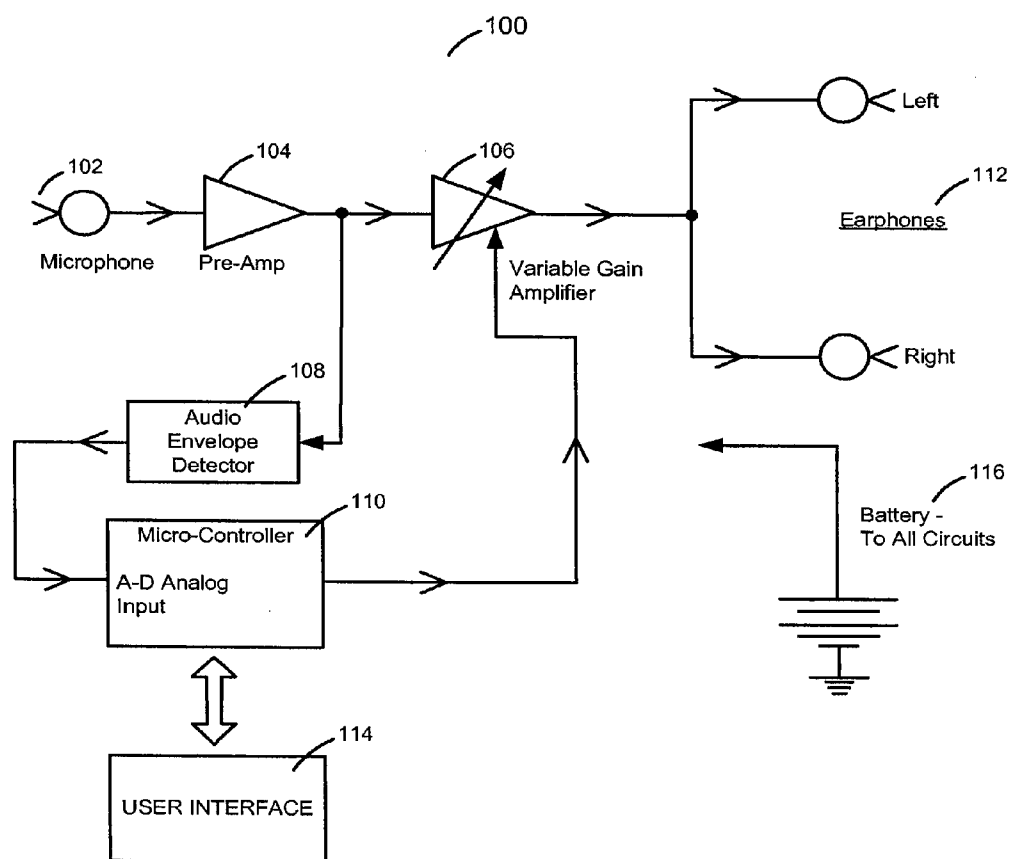 100
102
Microphone
104
Pre-Amp
106
Variable Gain
Amplifier
Left
112
Earphones
Right
108
Audio
Envelope
Detector
110
Micro-Controller
A-D Analog
Input
116
Battery -
To All Circuits
114
USER INTERFACE